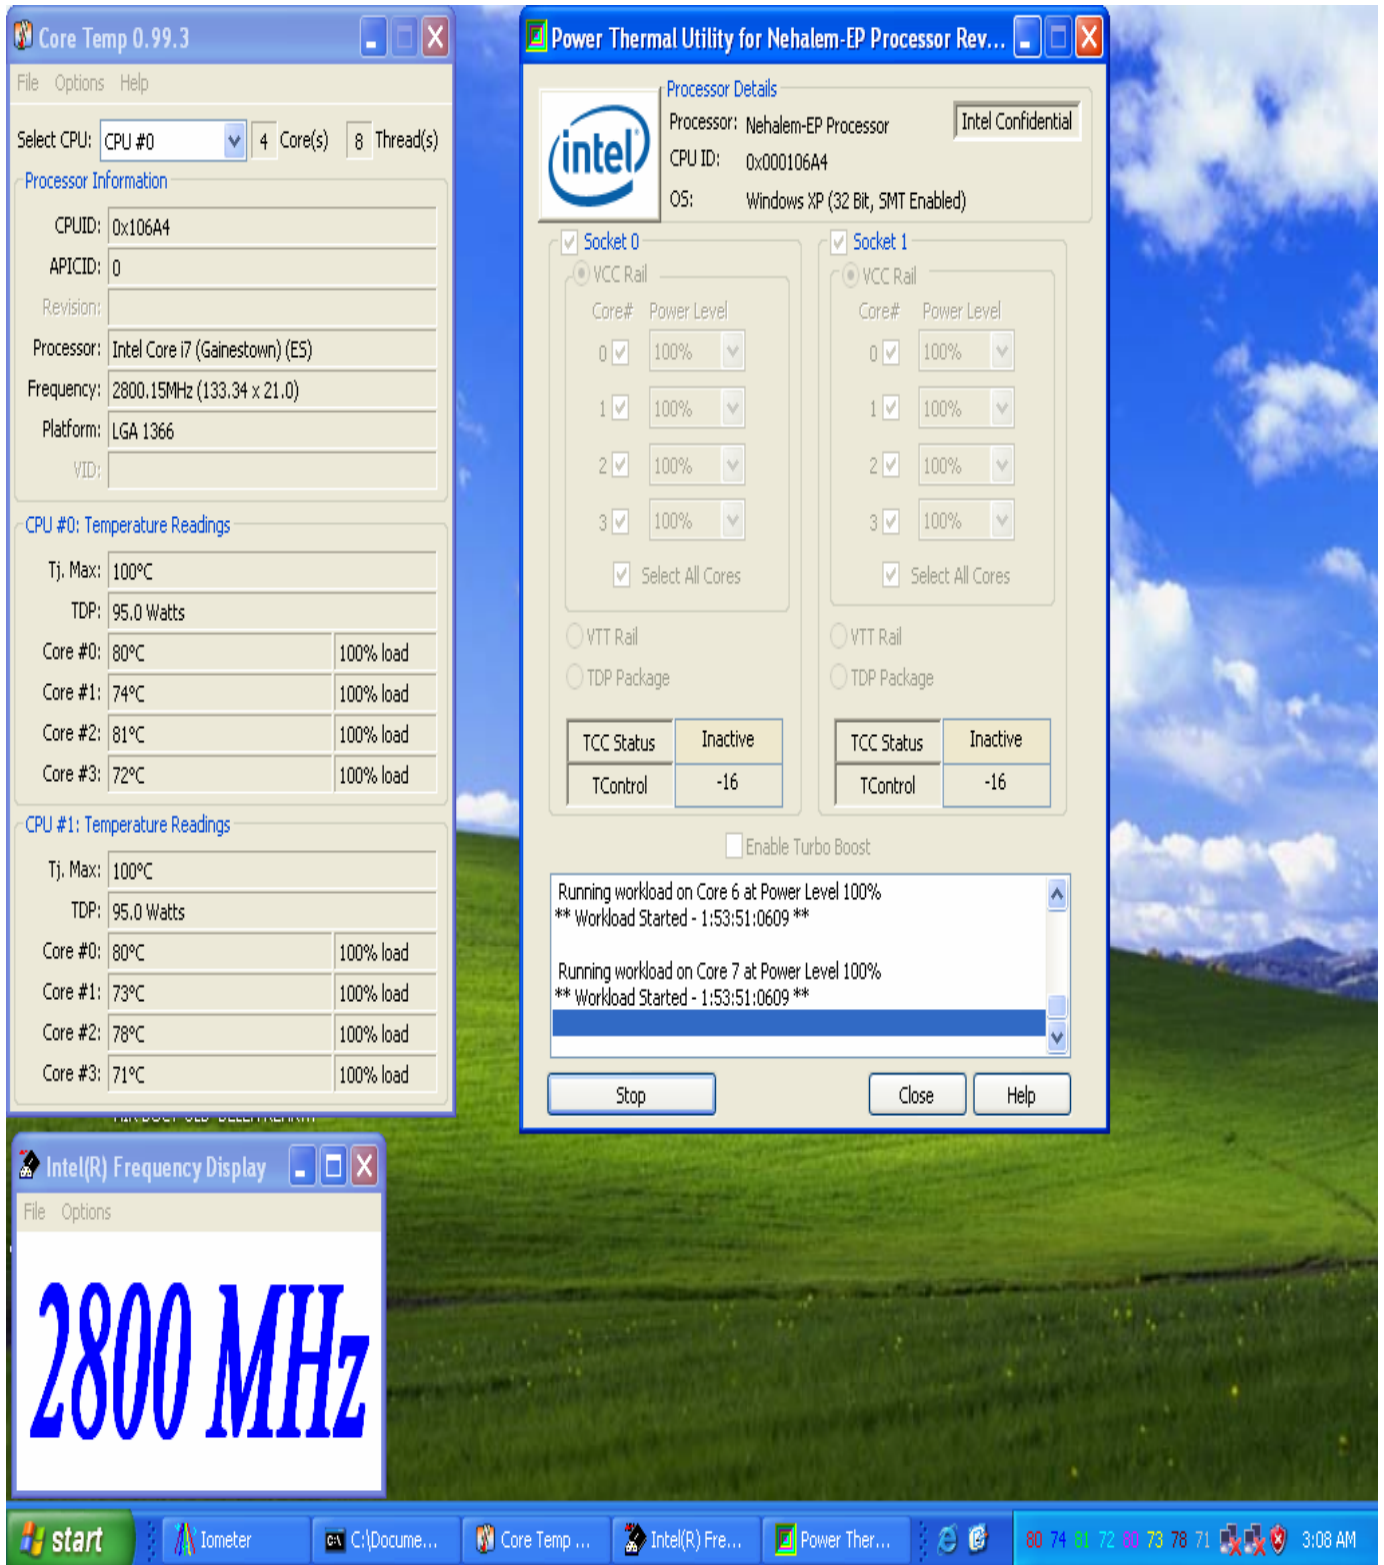 Core Temp 0.99.3
File Options Help
Select CPU: CPU #0 4 Core(s) 8 Thread(s)
Processor Information
CPUID: 0x106A4
APICID: 0
Revision:
Processor: Intel Core i7 (Gainestown) (ES)
Frequency: 2800.15MHz (133.34 x 21.0)
Platform: LGA 1366
VID:
CPU #0: Temperature Readings
Tj. Max: 100°C
TDP: 95.0 Watts
Core #0: 80°C 100% load
Core #1: 74°C 100% load
Core #2: 81°C 100% load
Core #3: 72°C 100% load
CPU #1: Temperature Readings
Tj. Max: 100°C
TDP: 95.0 Watts
Core #0: 80°C 100% load
Core #1: 73°C 100% load
Core #2: 78°C 100% load
Core #3: 71°C 100% load
Power Thermal Utility for Nehalem-EP Processor Rev...
intel
Processor Details
Processor: Nehalem-EP Processor
Intel Confidential
CPU ID: 0x000106A4
OS: Windows XP (32 Bit, SMT Enabled)
Socket 0
VCC Rail
Core# Power Level
0 100%
1 100%
2 100%
3 100%
Select All Cores
VTT Rail
TDP Package
TCC Status Inactive
TControl -16
Socket 1
VCC Rail
Core# Power Level
0 100%
1 100%
2 100%
3 100%
Select All Cores
VTT Rail
TDP Package
TCC Status Inactive
TControl -16
Enable Turbo Boost
Running workload on Core 6 at Power Level 100%
** Workload Started - 1:53:51:0609 **
Running workload on Core 7 at Power Level 100%
** Workload Started - 1:53:51:0609 **
Stop Close Help
Intel(R) Frequency Display
File Options
2800 MHz
start Iometer C:\Docume... Core Temp ... Intel(R) Fre... Power Ther... 80 74 81 72 80 73 78 71 3:08 AM